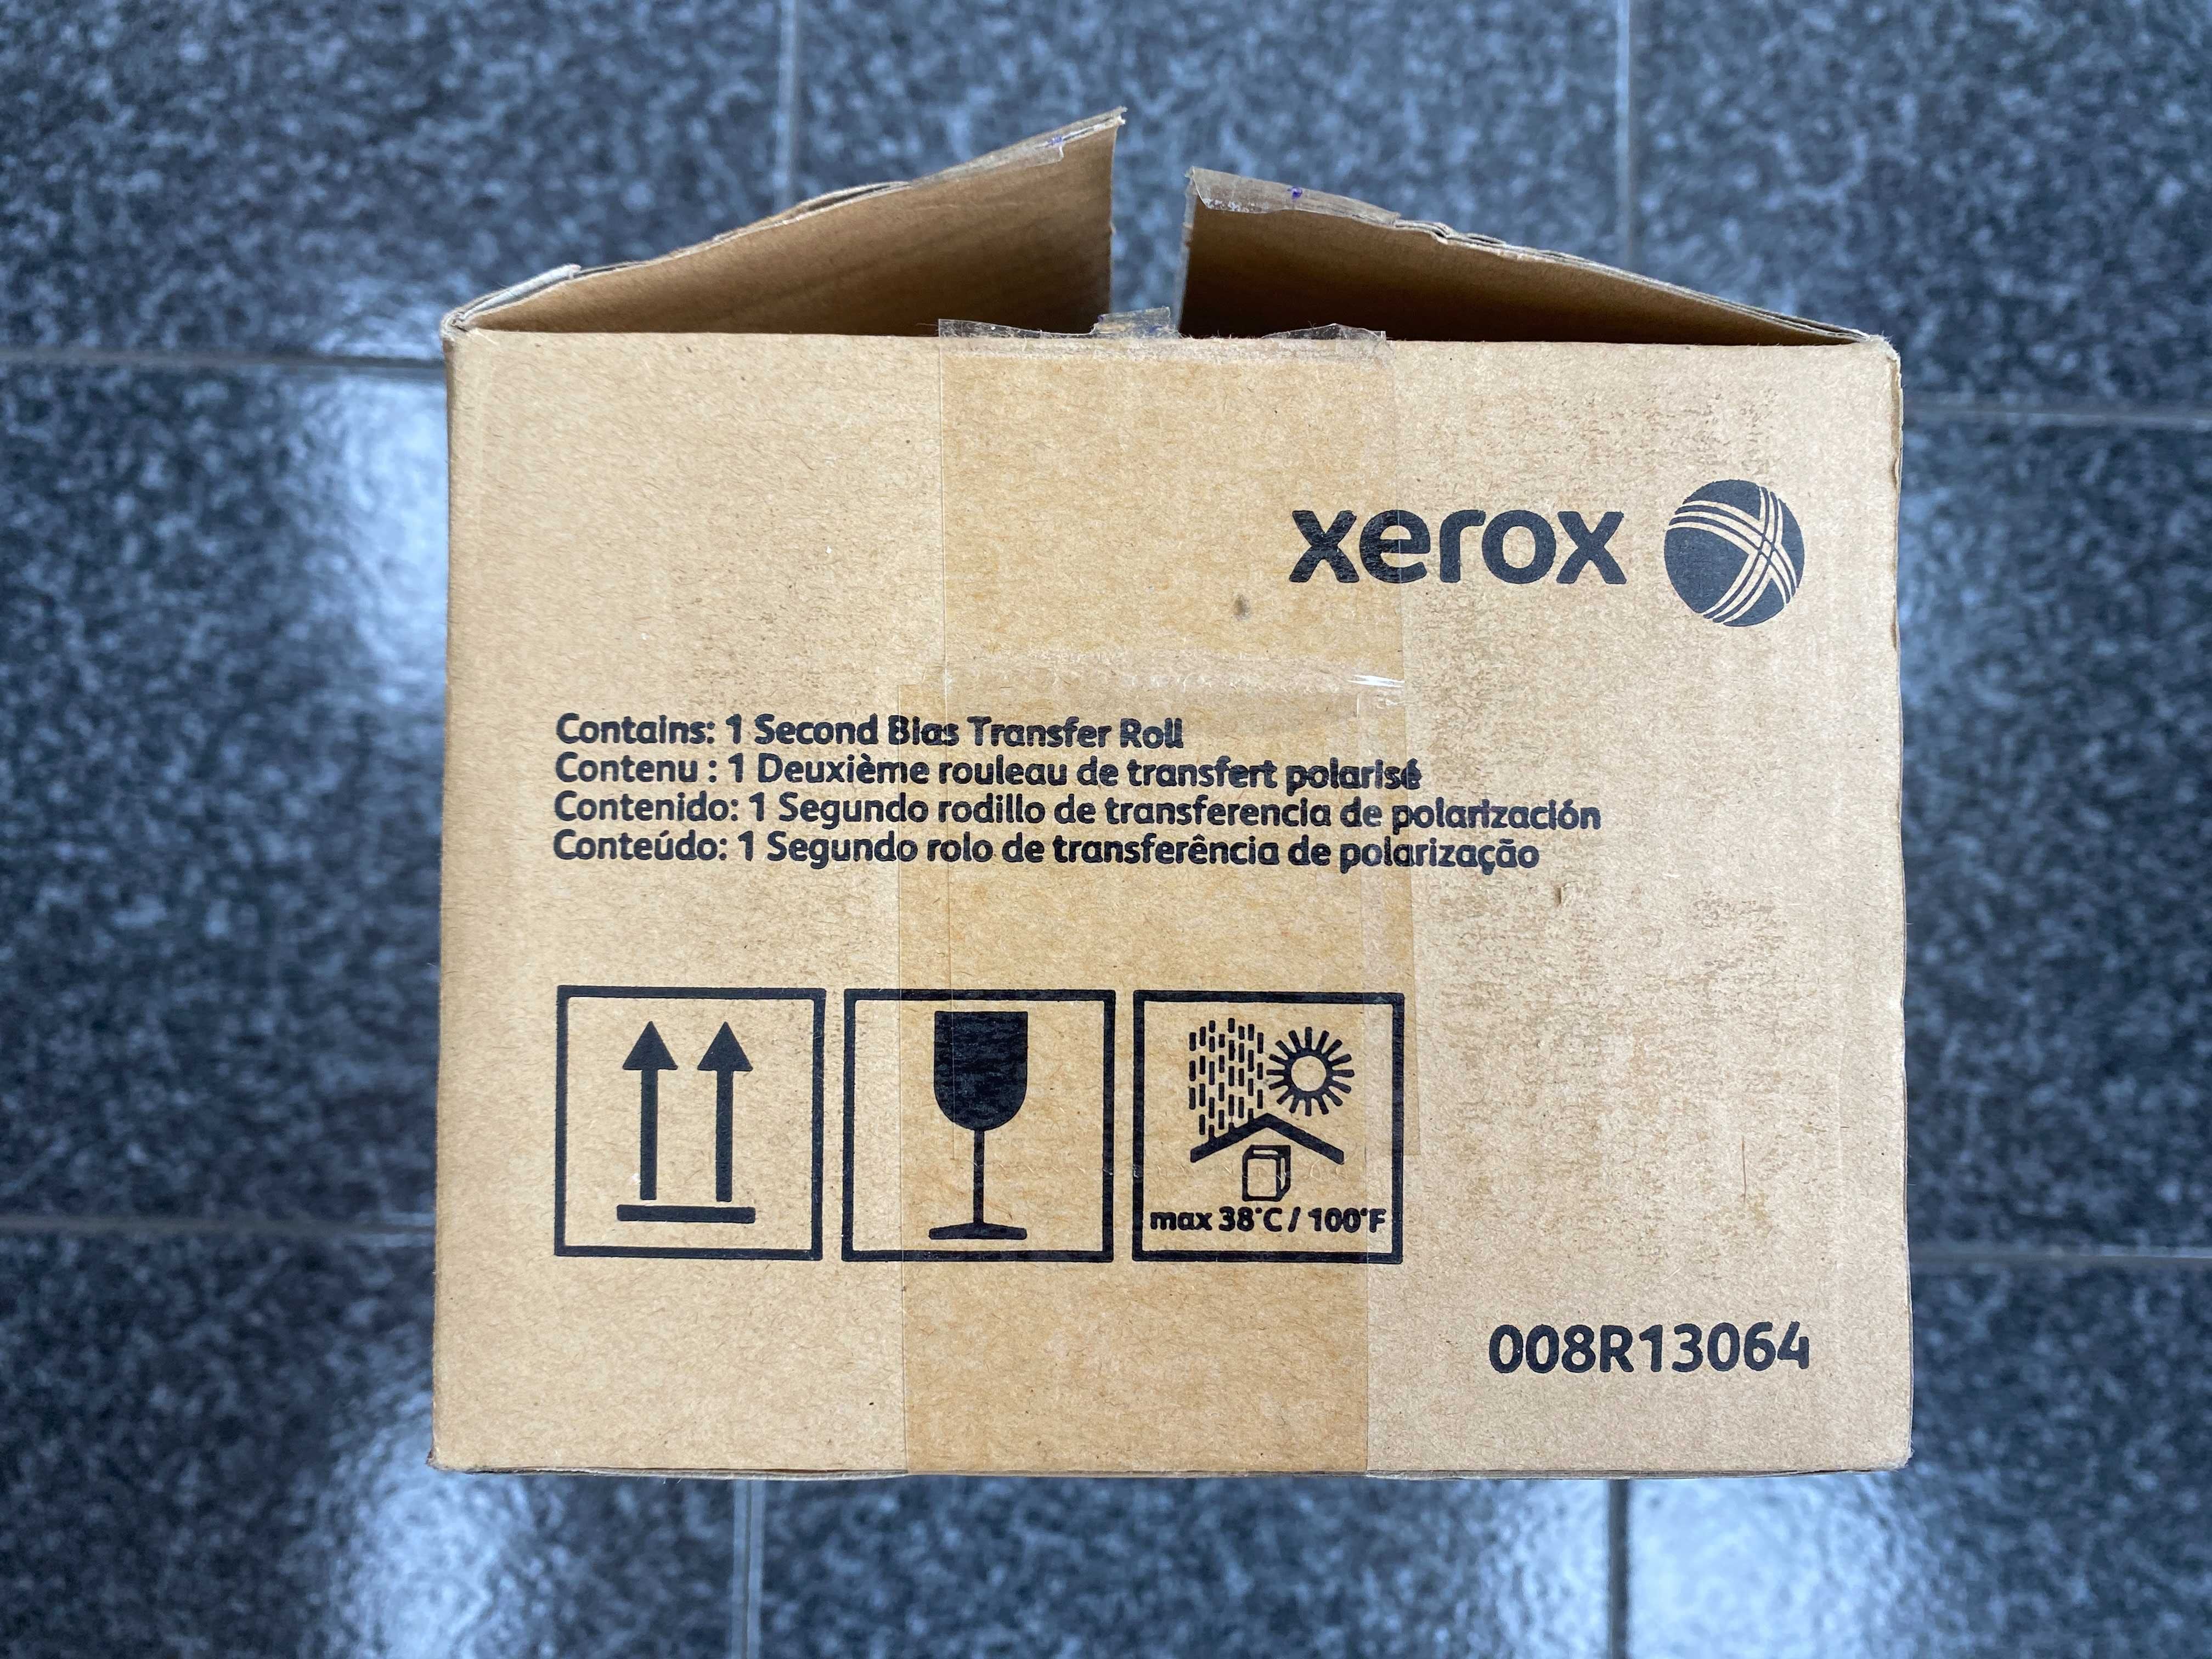 xerox
Contains: 1 Second Bias Transfer Roll
Contenu : 1 Deuxième rouleau de transfert polarisé
Contenido: 1 Segundo rodillo de transferencia de polarización
Conteúdo: 1 Segundo rolo de transferência de polarização
max 38°C / 100°F
008R13064